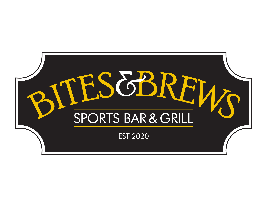 BITES & BREWS
SPORTS BAR & GRILL
EST 2020